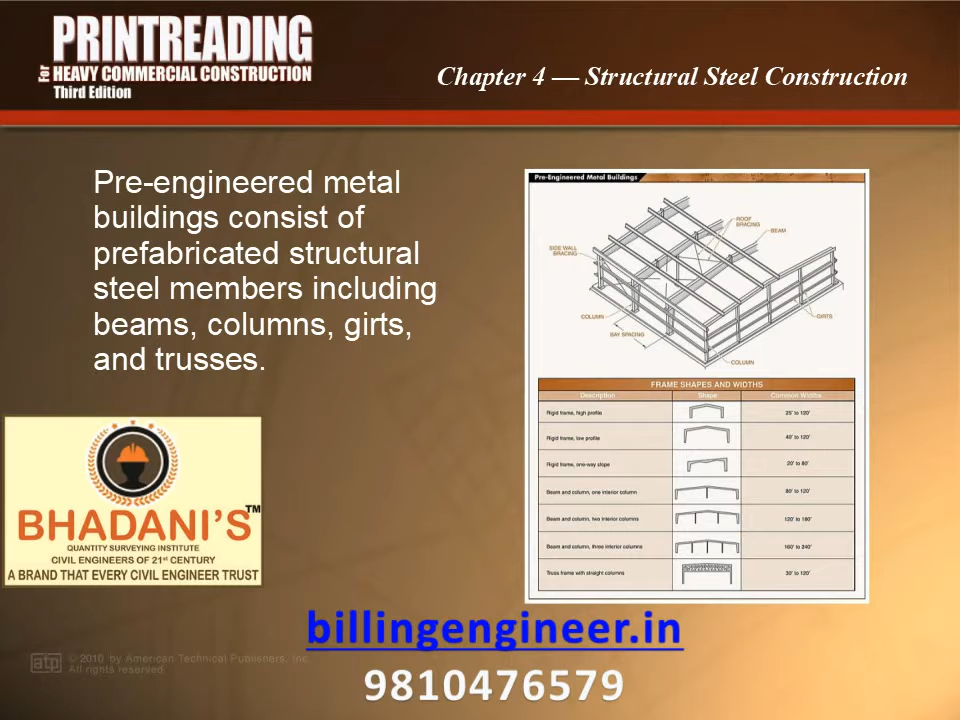 PRINTREADING
For HEAVY COMMERCIAL CONSTRUCTION
Third Edition
Chapter 4 — Structural Steel Construction
Pre-engineered metal
buildings consist of
prefabricated structural
steel members including
beams, columns, girts,
and trusses.
Pre-Engineered Metal Buildings
ROOF
BRACING
BEAM
SIDE WALL
BRACING
COLUMN
GIRTS
BAY SPACING
COLUMN
FRAME SHAPES AND WIDTHS
Description Shape Common Widths
Rigid frame, high profile 25' to 120'
Rigid frame, low profile 40' to 120'
Rigid frame, one-way slope 20' to 80'
Beam and column, one interior column 80' to 120'
Beam and column, two interior columns 120' to 180'
Beam and column, three interior columns 160' to 240'
Truss frame with straight columns 30' to 120'
BHADANI'S™
QUANTITY SURVEYING INSTITUTE
CIVIL ENGINEERS OF 21st CENTURY
A BRAND THAT EVERY CIVIL ENGINEER TRUST
billingengineer.in
atp © 2010 by American Technical Publishers, Inc.
All rights reserved
9810476579